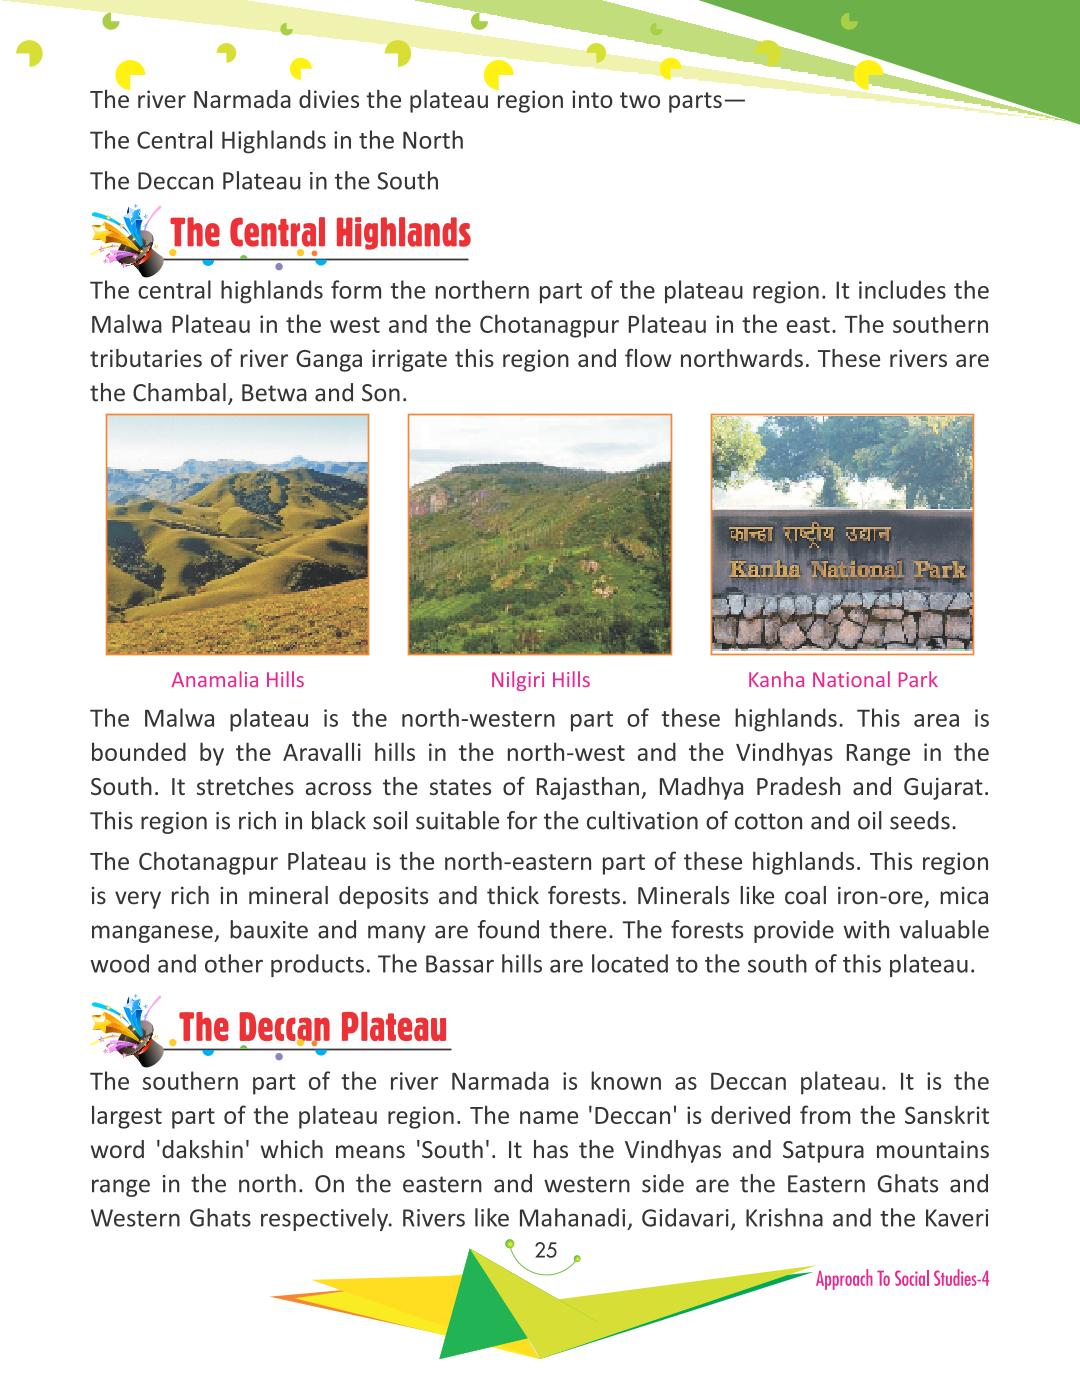 The river Narmada divies the plateau region into two parts—
The Central Highlands in the North
The Deccan Plateau in the South
The Central Highlands
The central highlands form the northern part of the plateau region. It includes the
Malwa Plateau in the west and the Chotanagpur Plateau in the east. The southern
tributaries of river Ganga irrigate this region and flow northwards. These rivers are
the Chambal, Betwa and Son.
कान्हा राष्ट्रीय उद्यान
Kanha National Park
Anamalia Hills
Nilgiri Hills
Kanha National Park
The Malwa plateau is the north-western part of these highlands. This area is
bounded by the Aravalli hills in the north-west and the Vindhyas Range in the
South. It stretches across the states of Rajasthan, Madhya Pradesh and Gujarat.
This region is rich in black soil suitable for the cultivation of cotton and oil seeds.
The Chotanagpur Plateau is the north-eastern part of these highlands. This region
is very rich in mineral deposits and thick forests. Minerals like coal iron-ore, mica
manganese, bauxite and many are found there. The forests provide with valuable
wood and other products. The Bassar hills are located to the south of this plateau.
The Deccan Plateau
The southern part of the river Narmada is known as Deccan plateau. It is the
largest part of the plateau region. The name 'Deccan' is derived from the Sanskrit
word 'dakshin' which means 'South'. It has the Vindhyas and Satpura mountains
range in the north. On the eastern and western side are the Eastern Ghats and
Western Ghats respectively. Rivers like Mahanadi, Gidavari, Krishna and the Kaveri
25
Approach To Social Studies-4